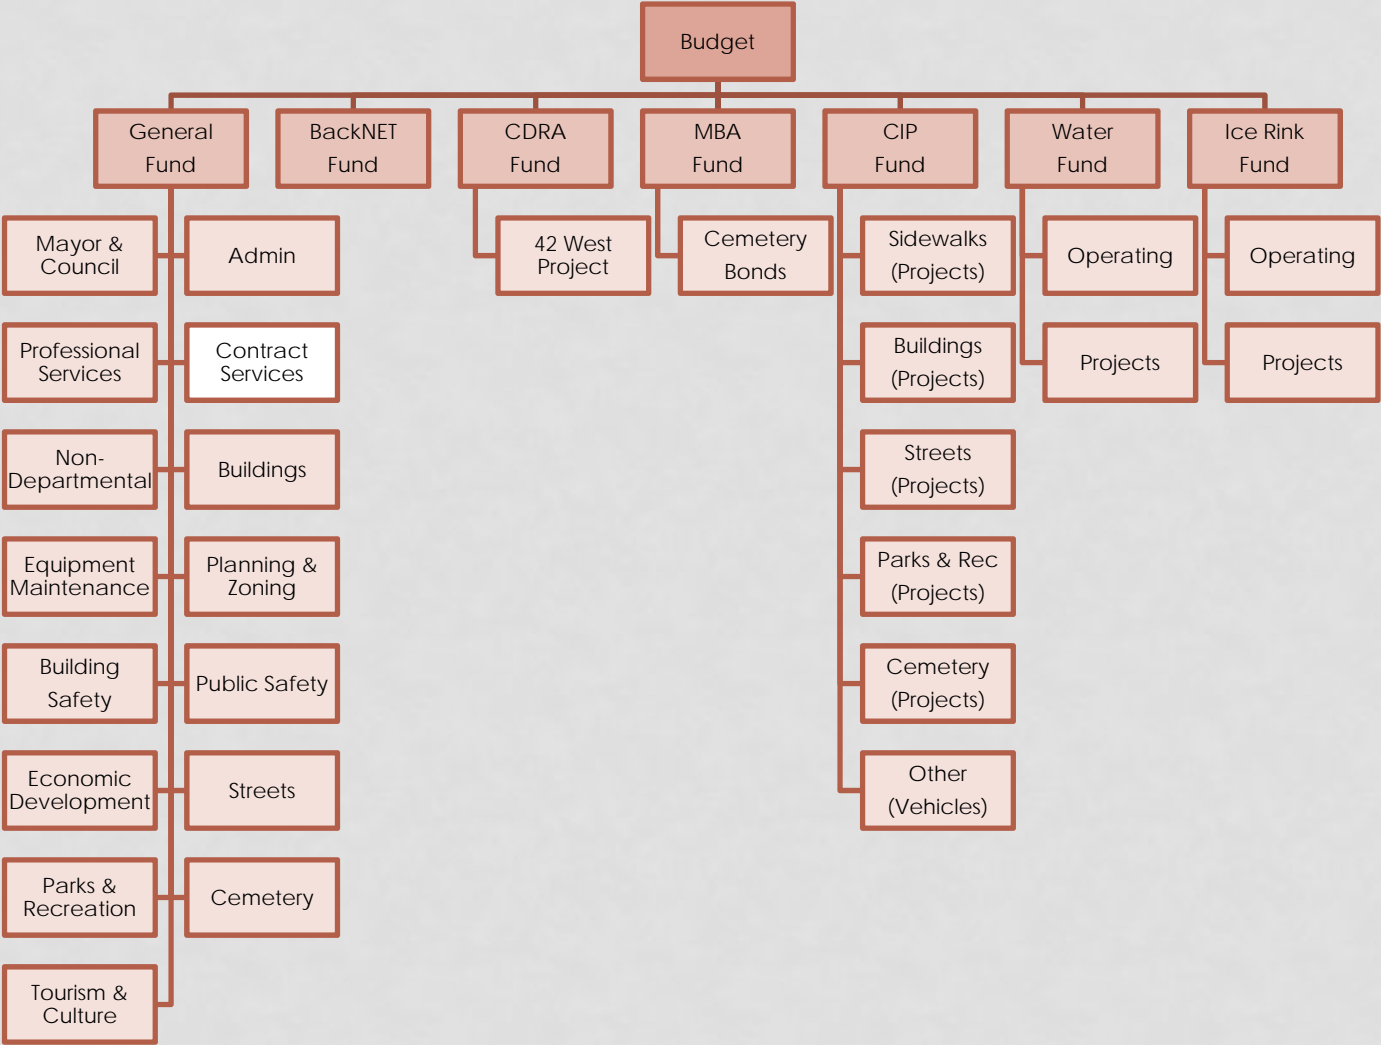 Budget
General
Fund
BackNET
Fund
CDRA
Fund
MBA
Fund
CIP
Fund
Water
Fund
Ice Rink
Fund
Mayor &
Council
Admin
Professional
Services
Contract
Services
Non-
Departmental
Buildings
Equipment
Maintenance
Planning &
Zoning
Building
Safety
Public Safety
Economic
Development
Streets
Parks &
Recreation
Cemetery
Tourism &
Culture
42 West
Project
Cemetery
Bonds
Sidewalks
(Projects)
Buildings
(Projects)
Streets
(Projects)
Parks & Rec
(Projects)
Cemetery
(Projects)
Other
(Vehicles)
Operating
Projects
Operating
Projects